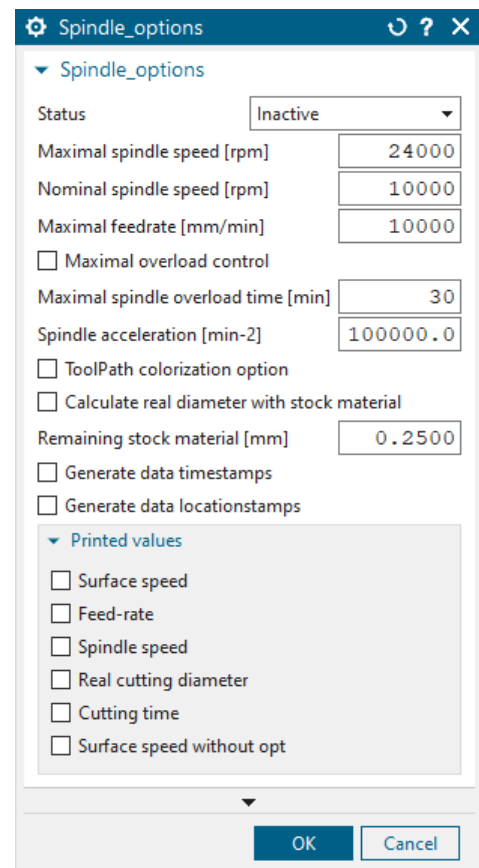 Spindle_options
Spindle_options
Status Inactive
Maximal spindle speed [rpm] 24000
Nominal spindle speed [rpm] 10000
Maximal feedrate [mm/min] 10000
Maximal overload control
Maximal spindle overload time [min] 30
Spindle acceleration [min-2] 100000.0
ToolPath colorization option
Calculate real diameter with stock material
Remaining stock material [mm] 0.2500
Generate data timestamps
Generate data locationstamps
Printed values
Surface speed
Feed-rate
Spindle speed
Real cutting diameter
Cutting time
Surface speed without opt
OK Cancel